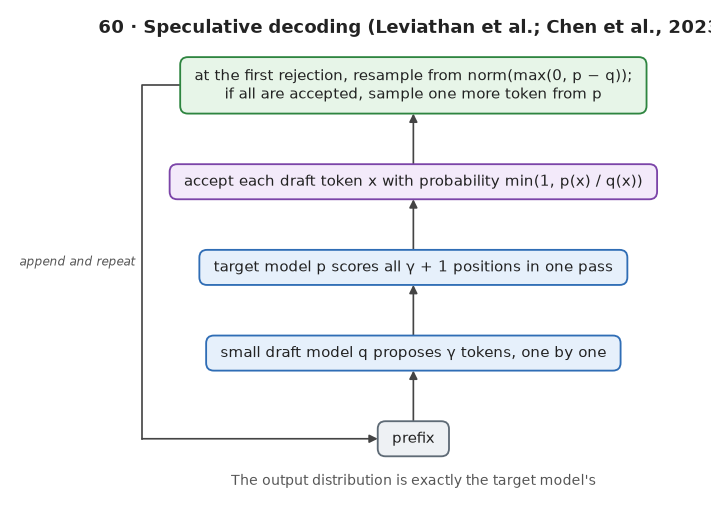 60 · Speculative decoding (Leviathan et al.; Chen et al., 2023
at the first rejection, resample from norm(max(0, p − q));
if all are accepted, sample one more token from p
accept each draft token x with probability min(1, p(x) / q(x))
append and repeat
target model p scores all γ + 1 positions in one pass
small draft model q proposes γ tokens, one by one
prefix
The output distribution is exactly the target model's